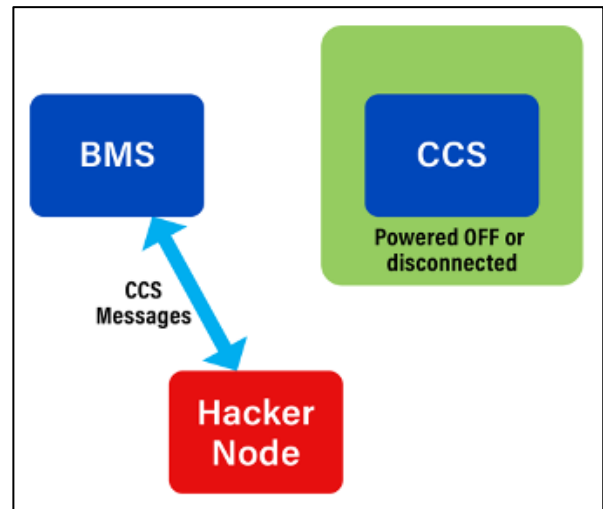 BMS
CCS
Powered OFF or
disconnected
CCS
Messages
Hacker
Node